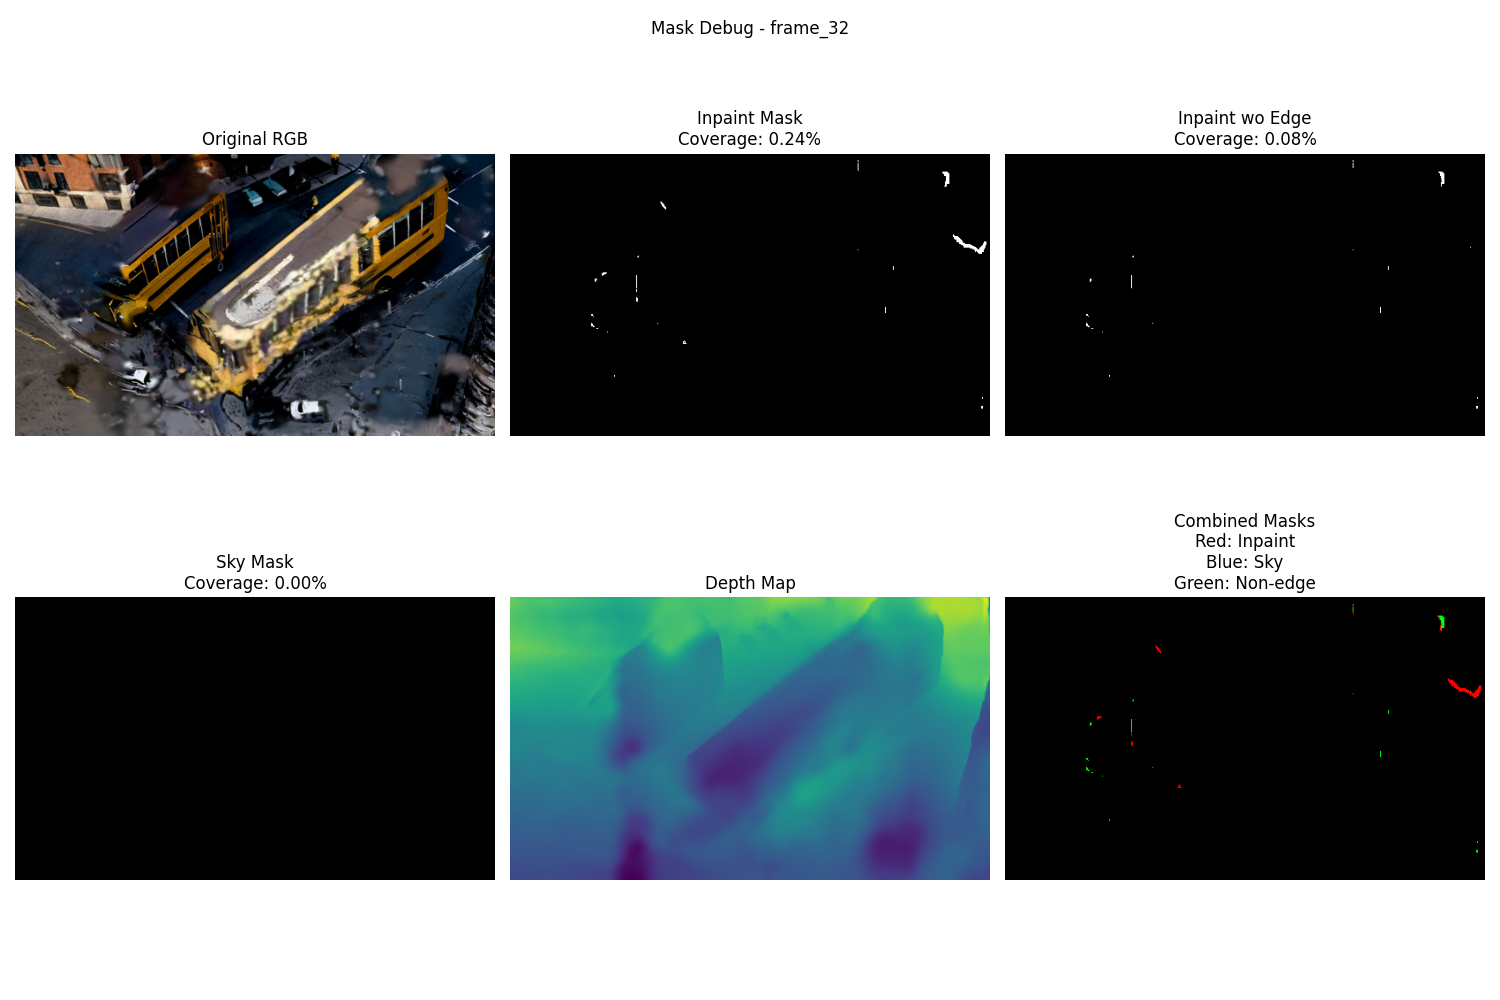 Mask Debug - frame_32
Original RGB
Inpaint Mask
Coverage: 0.24%
Inpaint wo Edge
Coverage: 0.08%
Sky Mask
Coverage: 0.00%
Depth Map
Combined Masks
Red: Inpaint
Blue: Sky
Green: Non-edge